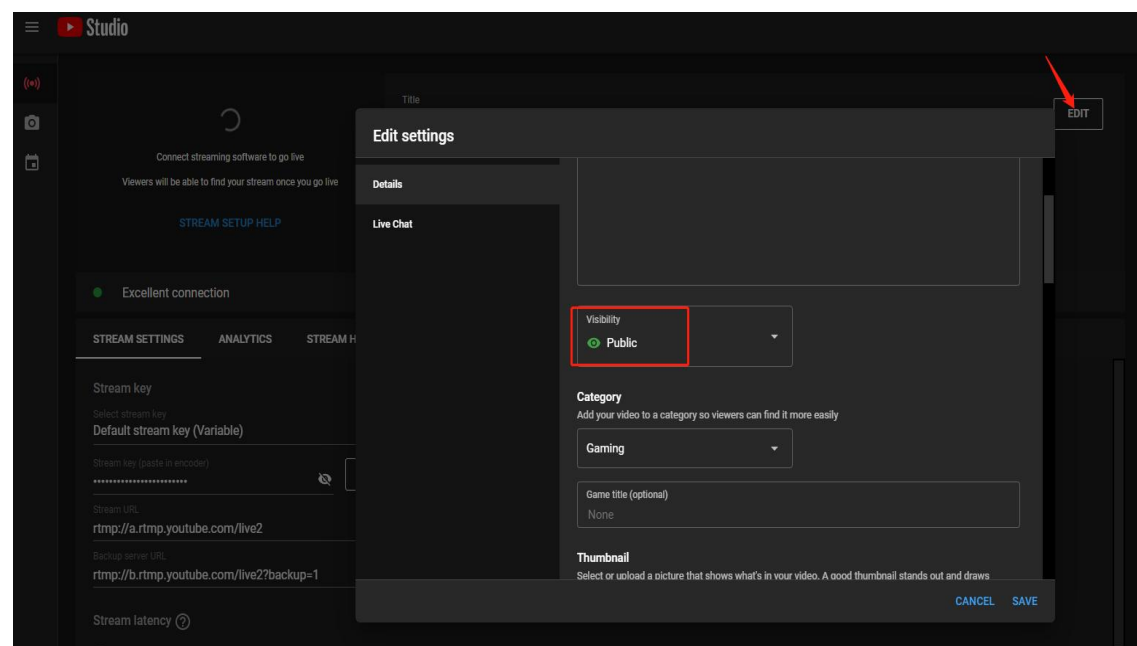 Studio
Title
EDIT
Connect streaming software to go live
Viewers will be able to find your stream once you go live
STREAM SETUP HELP
Excellent connection
STREAM SETTINGS ANALYTICS STREAM H
Stream key
Select stream key
Default stream key (Variable)
Stream key (paste in encoder)
••••••••••••••••••••••••
Stream URL
rtmp://a.rtmp.youtube.com/live2
Backup server URL
rtmp://b.rtmp.youtube.com/live2?backup=1
Stream latency
Edit settings
Details
Live Chat
Visibility
Public
Category
Add your video to a category so viewers can find it more easily
Gaming
Game title (optional)
None
Thumbnail
Select or upload a picture that shows what's in your video. A good thumbnail stands out and draws
CANCEL SAVE